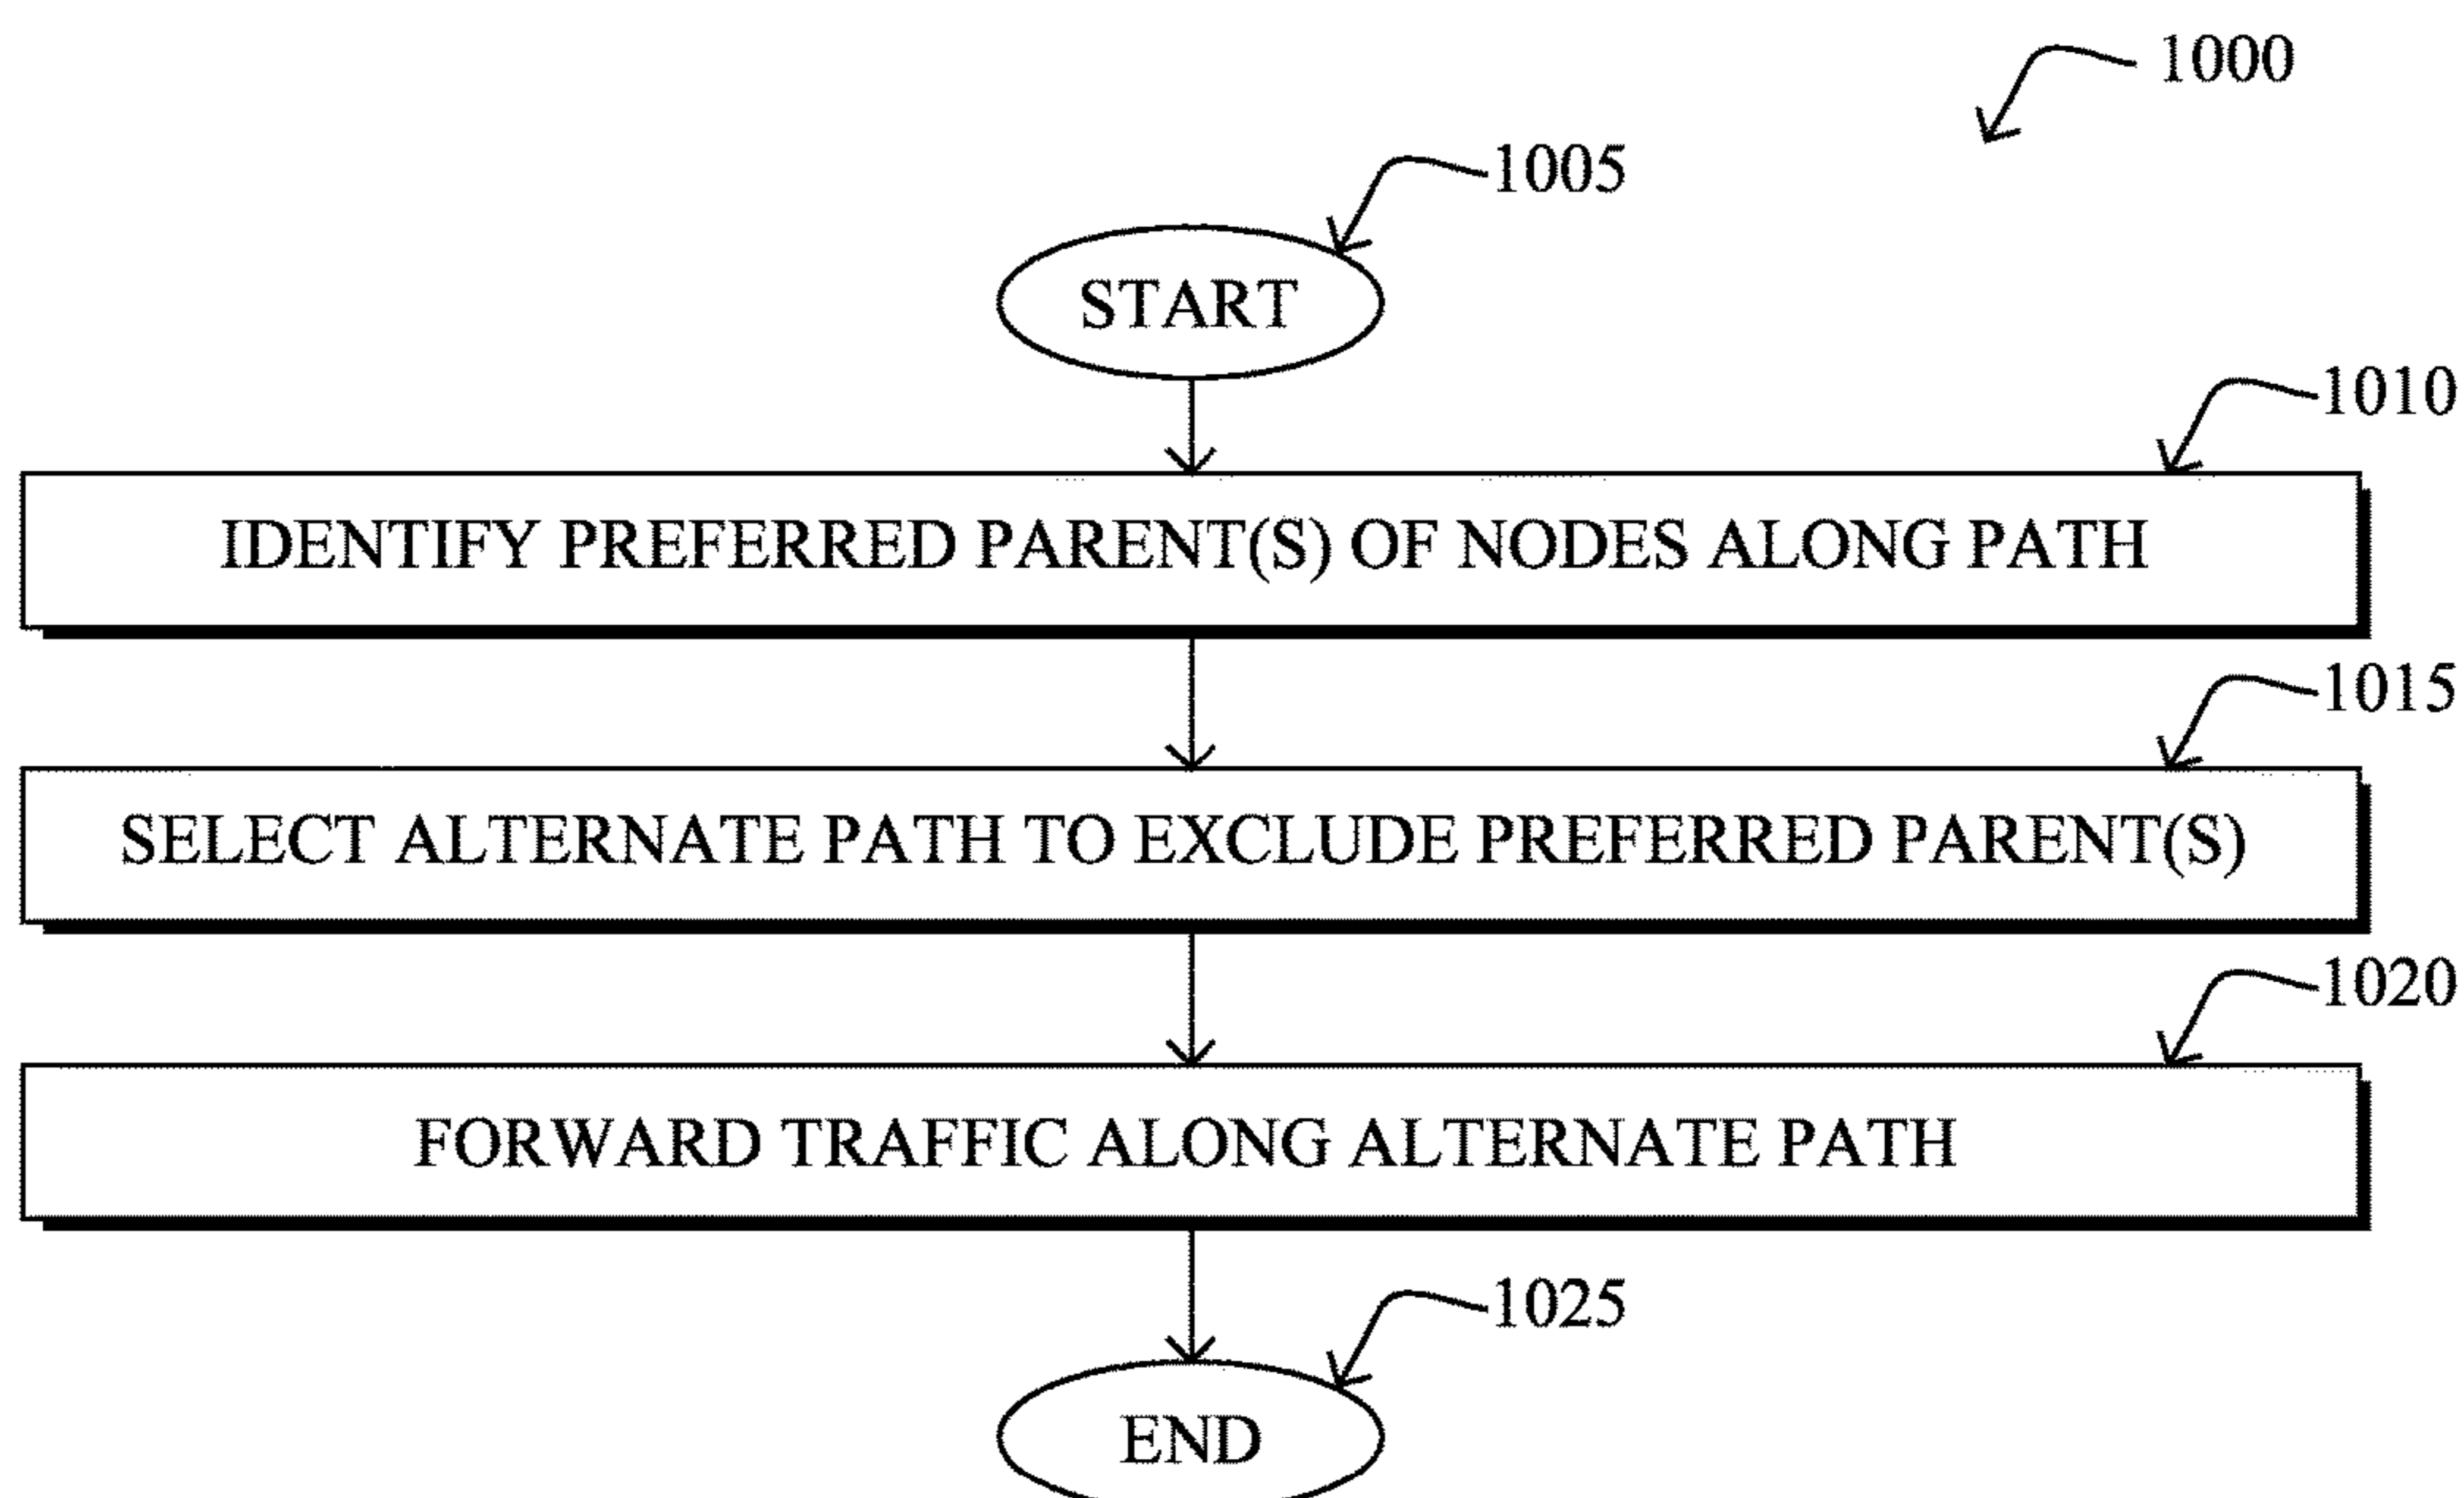 1000
1005
START
1010
IDENTIFY PREFERRED PARENT(S) OF NODES ALONG PATH
1015
SELECT ALTERNATE PATH TO EXCLUDE PREFERRED PARENT(S)
1020
FORWARD TRAFFIC ALONG ALTERNATE PATH
1025
END